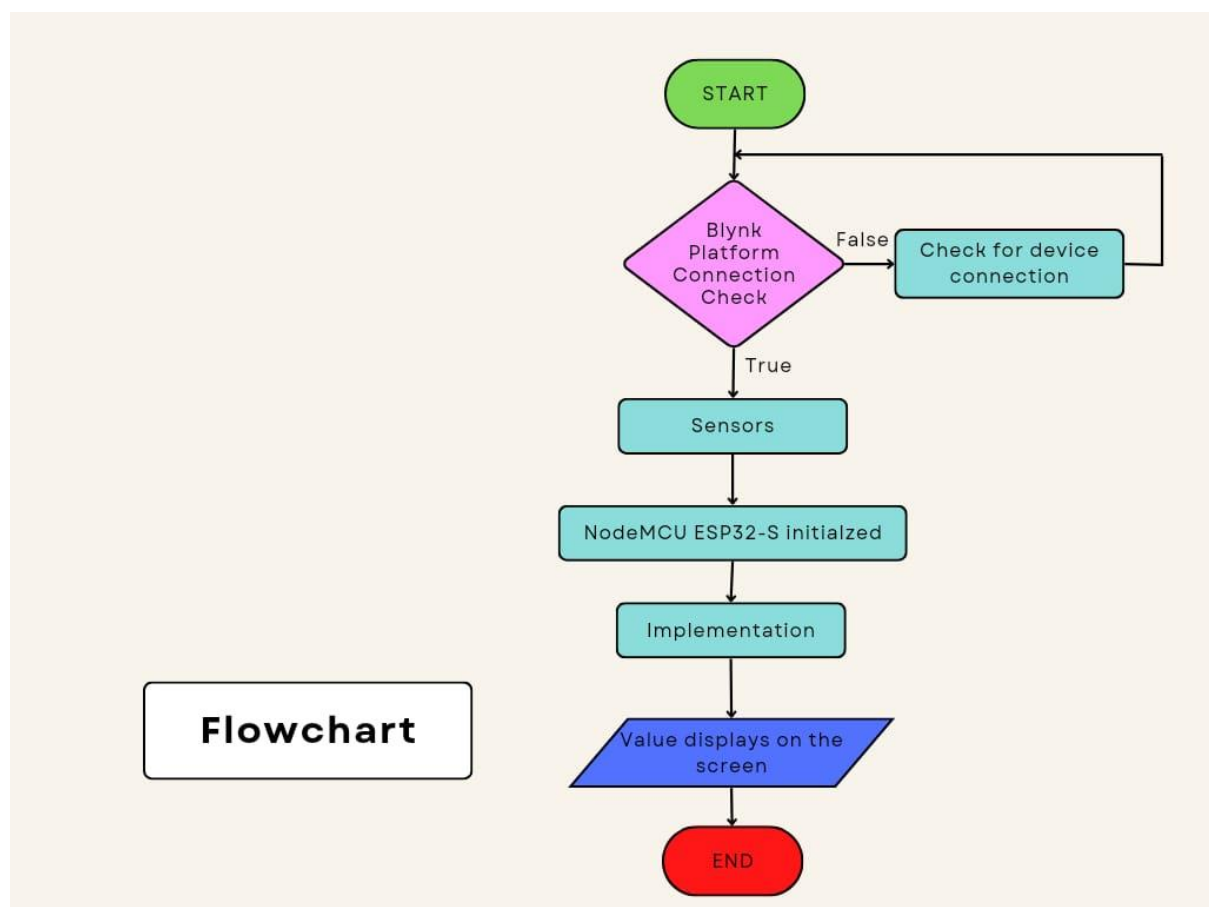 START
Blynk
Platform
Connection
Check
False
Check for device
connection
True
Sensors
NodeMCU ESP32-S initialzed
Implementation
Flowchart
Value displays on the
screen
END